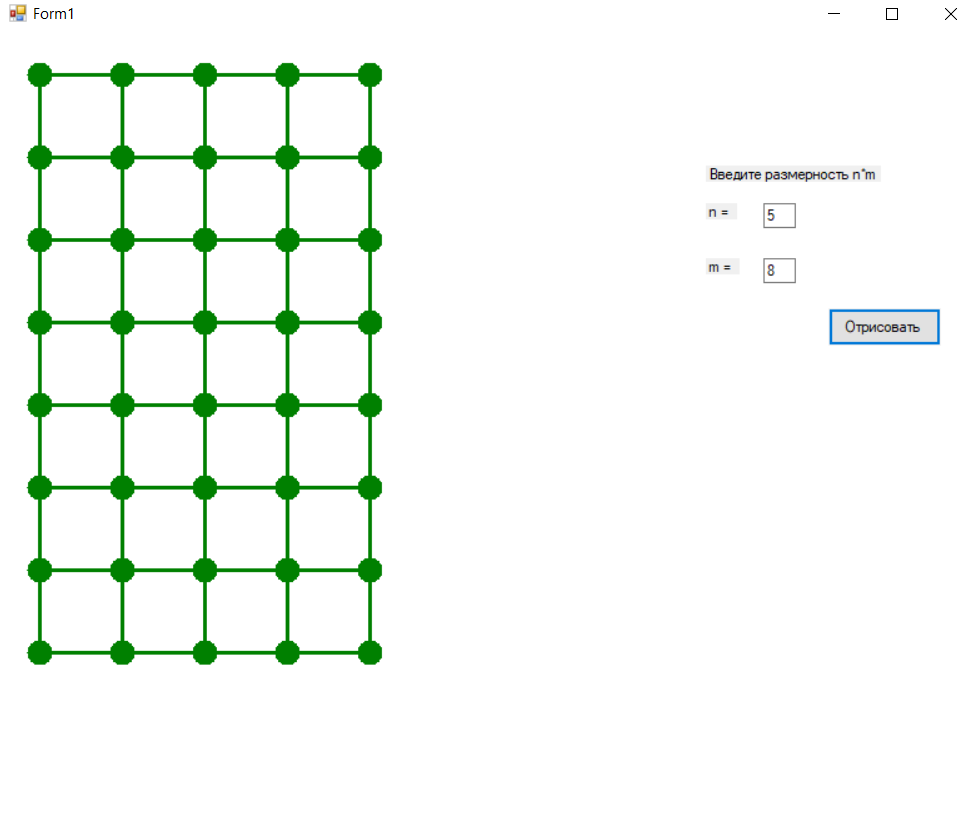 Form1
Введите размерность n*m
n =
5
m =
8
Отрисовать